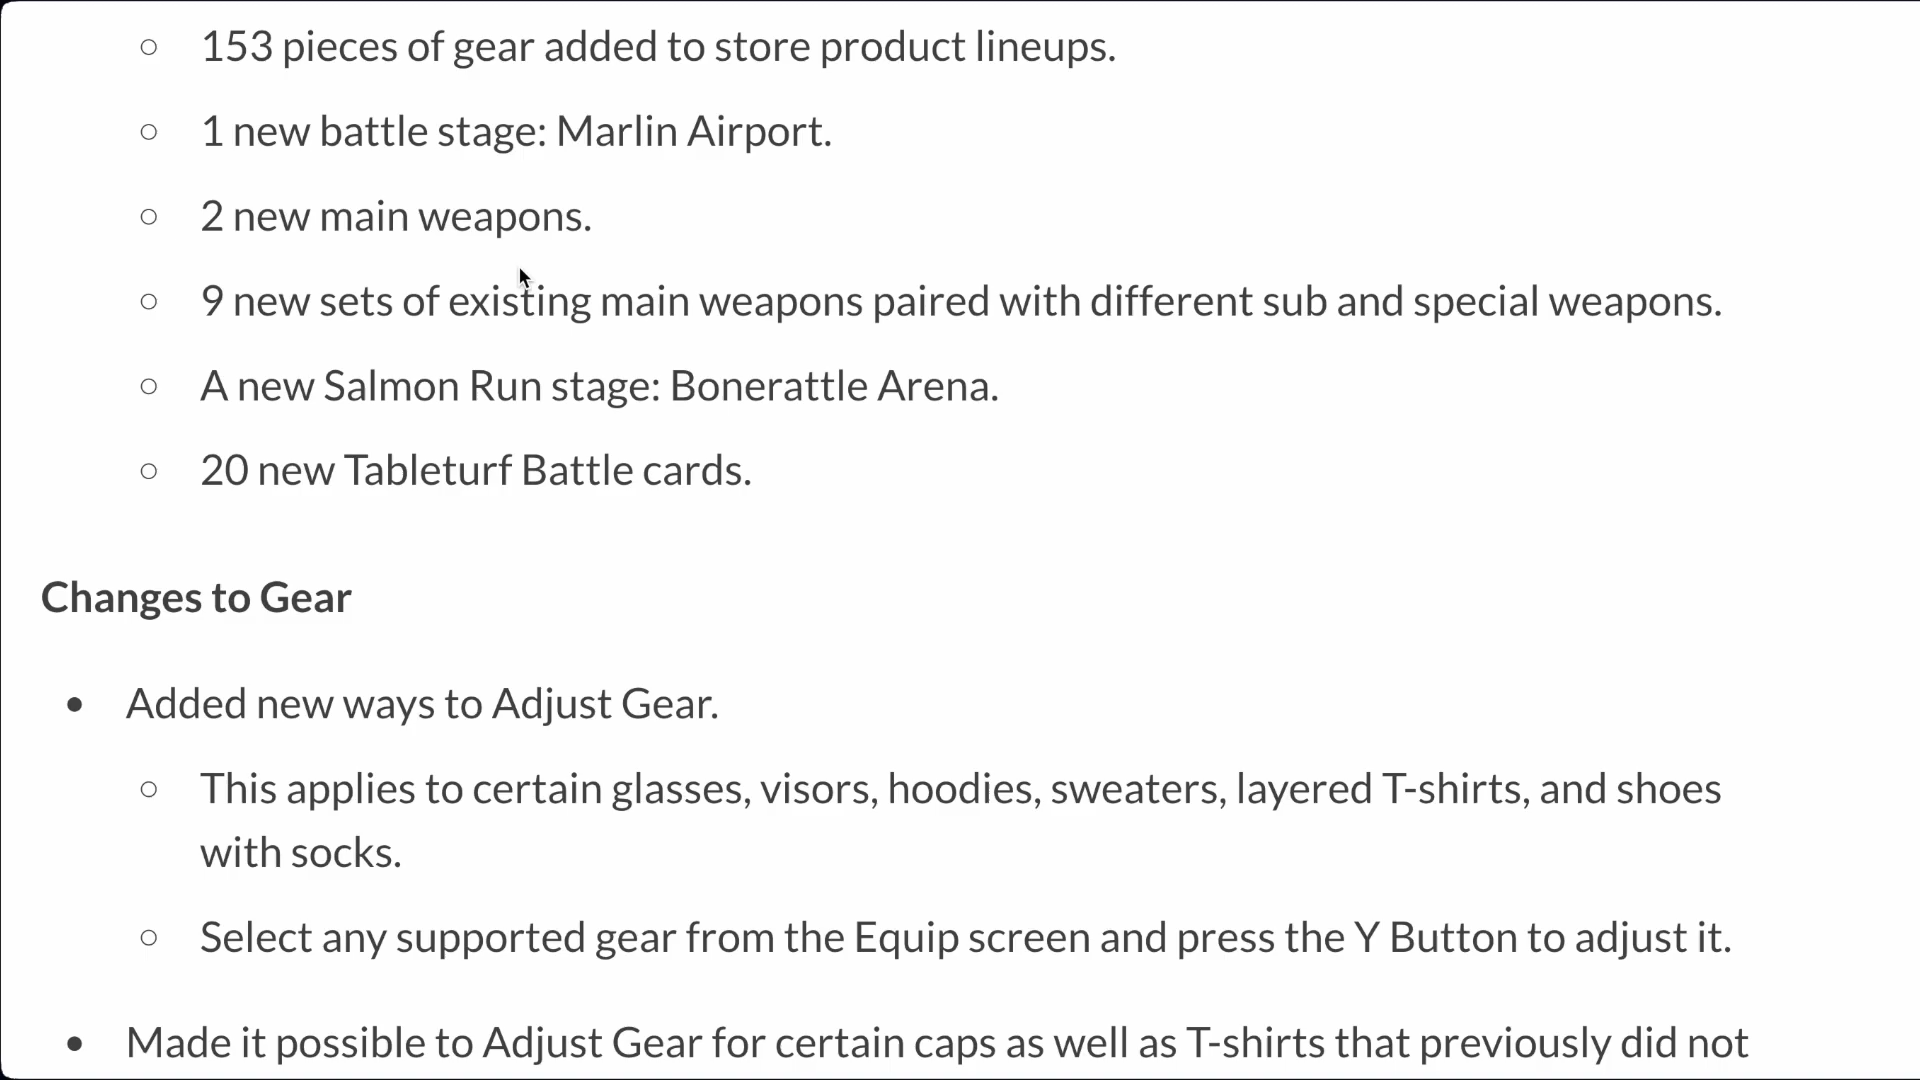 153 pieces of gear added to store product lineups.
1 new battle stage: Marlin Airport.
2 new main weapons.
9 new sets of existing main weapons paired with different sub and special weapons.
A new Salmon Run stage: Bonerattle Arena.
20 new Tableturf Battle cards.
Changes to Gear
Added new ways to Adjust Gear.
This applies to certain glasses, visors, hoodies, sweaters, layered T-shirts, and shoes
with socks.
Select any supported gear from the Equip screen and press the Y Button to adjust it.
Made it possible to Adjust Gear for certain caps as well as T-shirts that previously did not